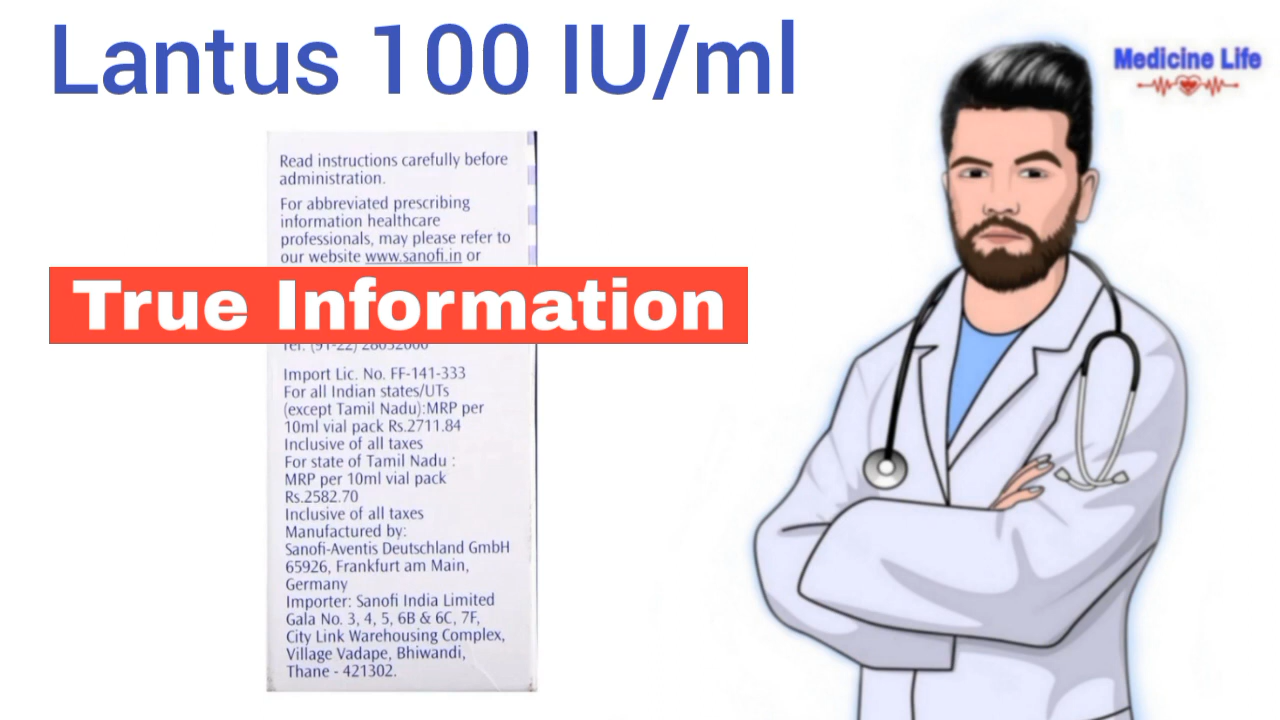 Lantus 100 IU/ml
Medicine Life
Read instructions carefully before
administration.
For abbreviated prescribing
information healthcare
professionals, may please refer to
our website www.sanofi.in or
True Information
Tel. (91-22) 28032000
Import Lic. No. FF-141-333
For all Indian states/UTs
(except Tamil Nadu):MRP per
10ml vial pack Rs.2711.84
Inclusive of all taxes
For state of Tamil Nadu :
MRP per 10ml vial pack
Rs.2582.70
Inclusive of all taxes
Manufactured by:
Sanofi-Aventis Deutschland GmbH
65926, Frankfurt am Main,
Germany
Importer: Sanofi India Limited
Gala No. 3, 4, 5, 6B & 6C, 7F,
City Link Warehousing Complex,
Village Vadape, Bhiwandi,
Thane - 421302.